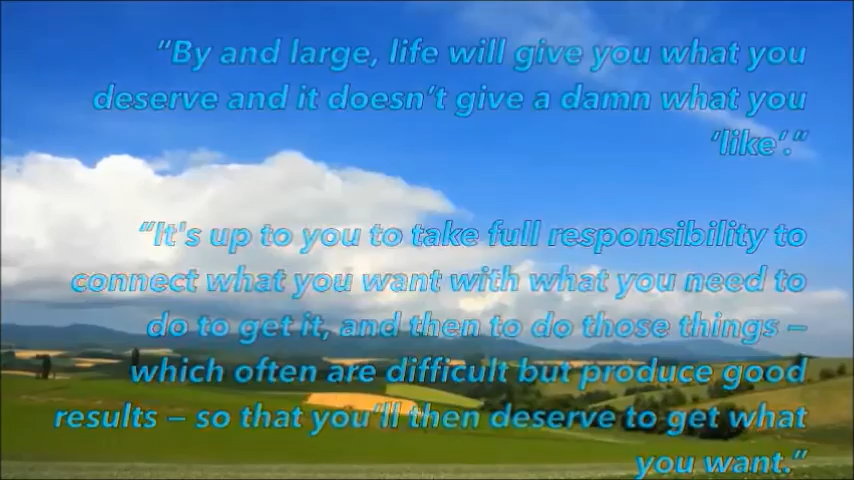 “By and large, life will give you what you
deserve and it doesn’t give a damn what you
‘like’.”
“It's up to you to take full responsibility to
connect what you want with what you need to
do to get it, and then to do those things –
which often are difficult but produce good
results – so that you’ll then deserve to get what
you want.”